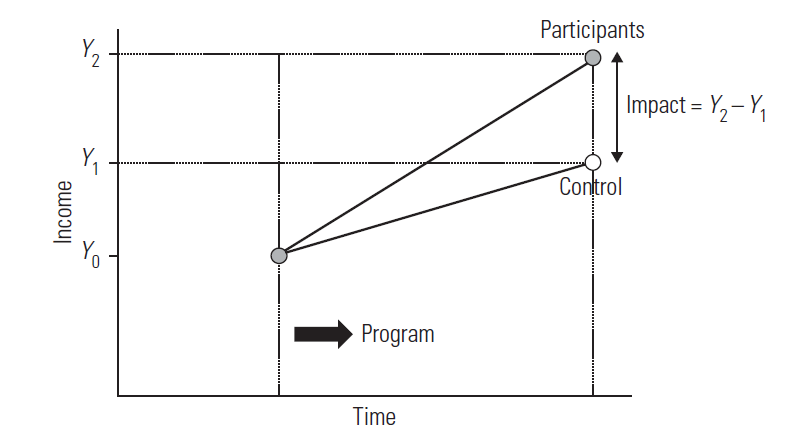 Participants
Y2
Impact = Y2 – Y1
Y1
Control
Income
Y0
Program
Time